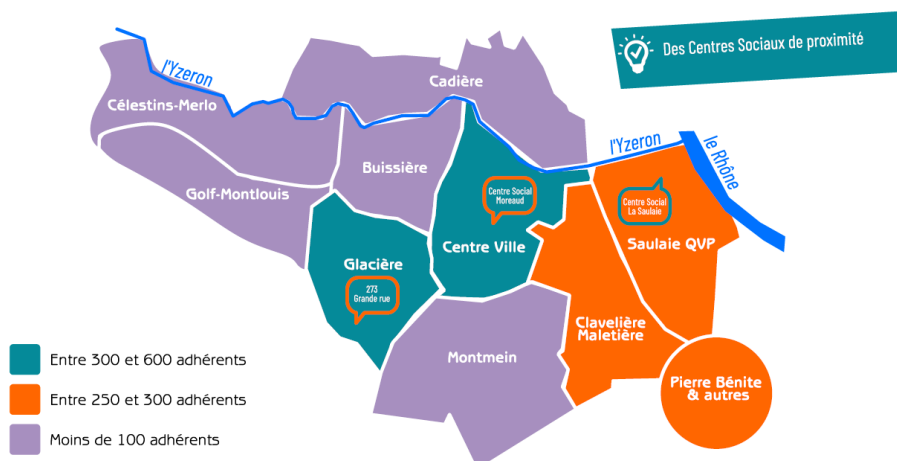 Des Centres Sociaux de proximité
l'Yzeron
Cadière
Célestins-Merlo
l'Yzeron
le Rhône
Buissière
Golf-Montlouis
Centre Social
Moreaud
Centre Social
La Saulaie
Centre Ville
Saulaie QVP
Glacière
273
Grande rue
Clavelière
Maletière
Montmein
Entre 300 et 600 adhérents
Entre 250 et 300 adhérents
Moins de 100 adhérents
Pierre Bénite
& autres